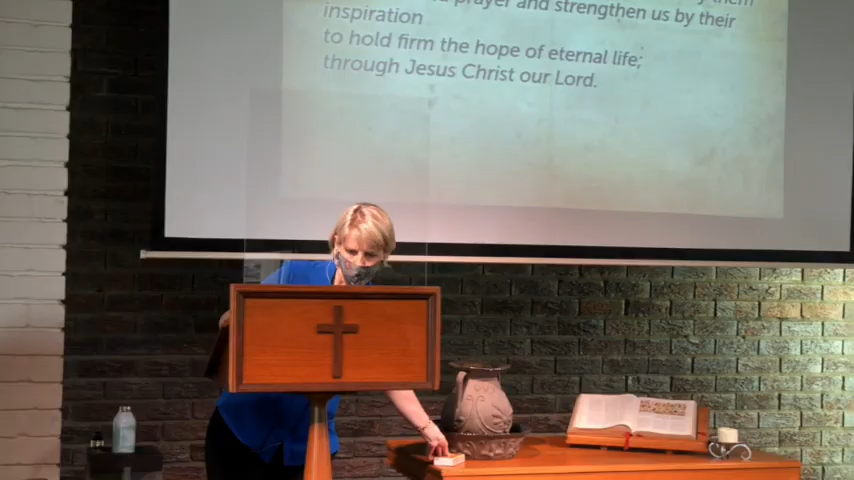 prayer and strengthen us by their
inspiration
to hold firm the hope of eternal life;
through Jesus Christ our Lord.